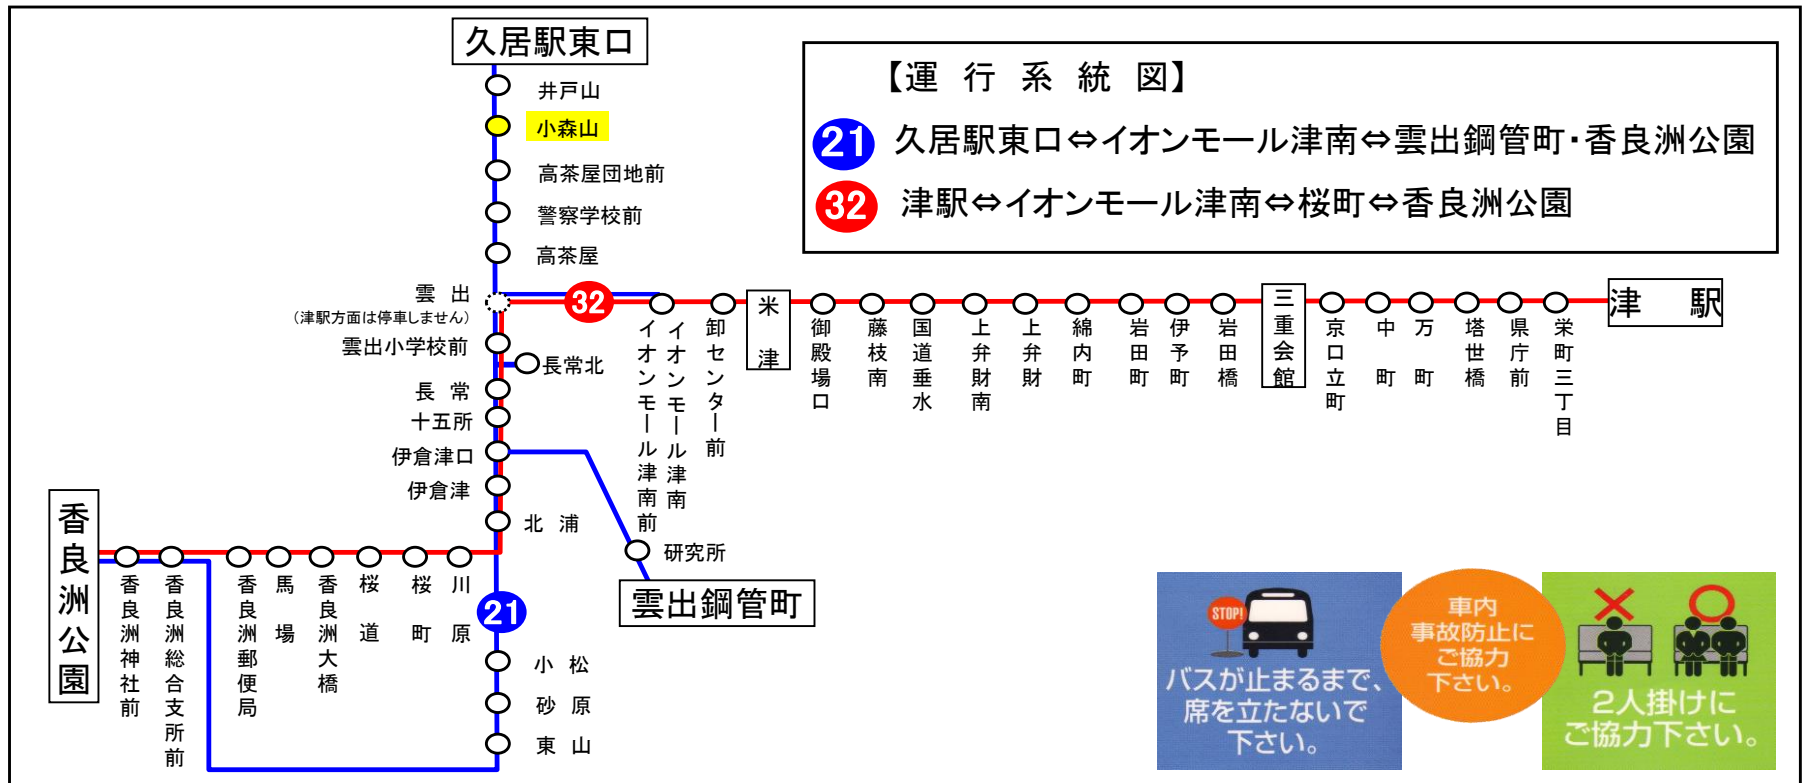 久居駅東口
井戸山
小森山
高茶屋団地前
警察学校前
高茶屋
雲出
(津駅方面は停車しません)
雲出小学校前
長常北
長常
十五所
伊倉津口
伊倉津
北浦
研究所
雲出鋼管町
21
小松
砂原
東山
香良洲公園
香良洲神社前
香良洲総合支所前
香良洲郵便局
馬場
香良洲大橋
桜道
桜町
川原
32
イオンモール津南前
イオンモール津南
卸センター前
米津
御殿場口
藤枝南
国道垂水
上弁財南
上弁財
綿内町
岩田町
伊予町
岩田橋
三重会館
京口立町
中町
万町
塔世橋
県庁前
栄町三丁目
津駅
【運行系統図】
21 久居駅東口⇔イオンモール津南⇔雲出鋼管町・香良洲公園
32 津駅⇔イオンモール津南⇔桜町⇔香良洲公園
STOP!
バスが止まるまで、
席を立たないで
下さい。
車内
事故防止に
ご協力
下さい。
2人掛けに
ご協力下さい。